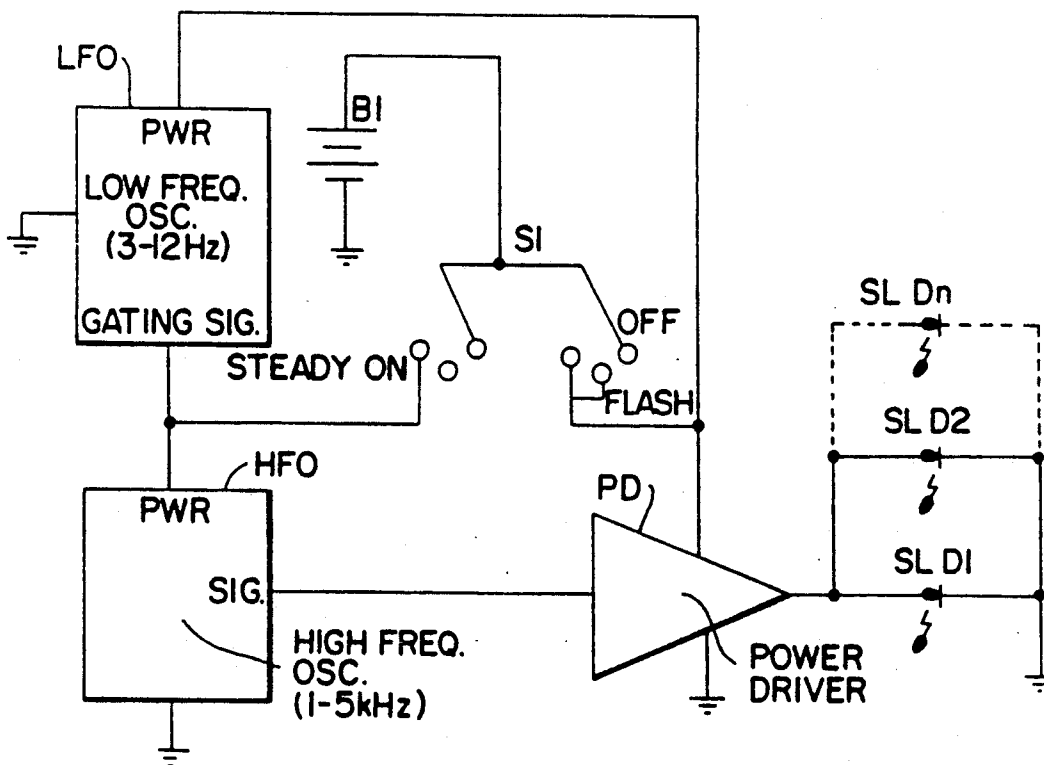 LFO
PWR
LOW FREQ.
OSC.
(3-12Hz)
GATING SIG.
B1
S1
OFF
STEADY ON
FLASH
HFO
PWR
SIG.
HIGH FREQ.
OSC.
(1-5kHz)
PD
POWER
DRIVER
SL Dn
SL D2
SL D1